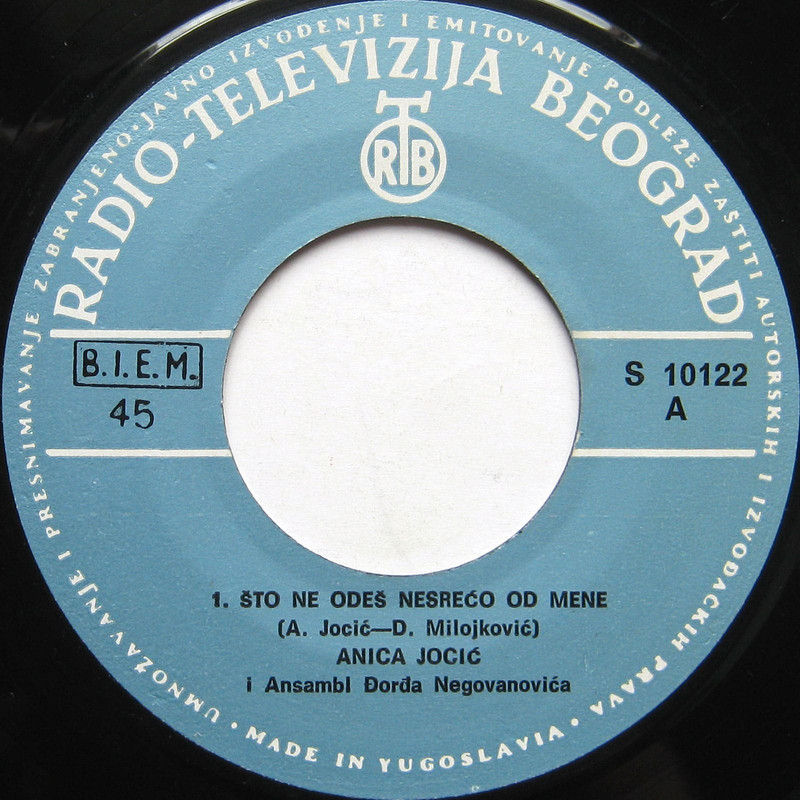 UMNOŽAVANJE I PRESNIMAVANJE ZABRANJENO·JAVNO IZVOĐENJE I EMITOVANJE PODLEŽE ZAŠTITI AUTORSKIH I IZVOĐAČKIH PRAVA
RADIO-TELEVIZIJA BEOGRAD
RTB
B.I.E.M.
45
S 10122
A
1. ŠTO NE ODEŠ NESREĆO OD MENE
(A. Jocić—D. Milojković)
ANICA JOCIĆ
i Ansambl Đorđa Negovanovića
· MADE IN YUGOSLAVIA ·